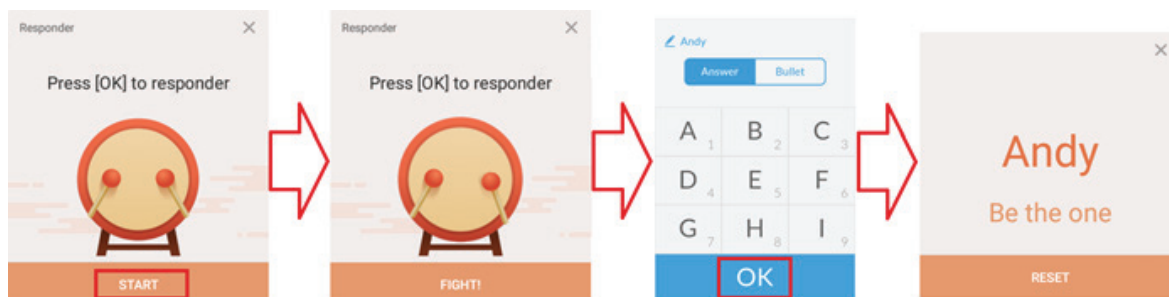 Responder
Press [OK] to responder
START
Responder
Press [OK] to responder
FIGHT!
Andy
Answer Bullet
A 1 B 2 C 3
D 4 E 5 F 6
G 7 H 8 I 9
OK
Andy
Be the one
RESET